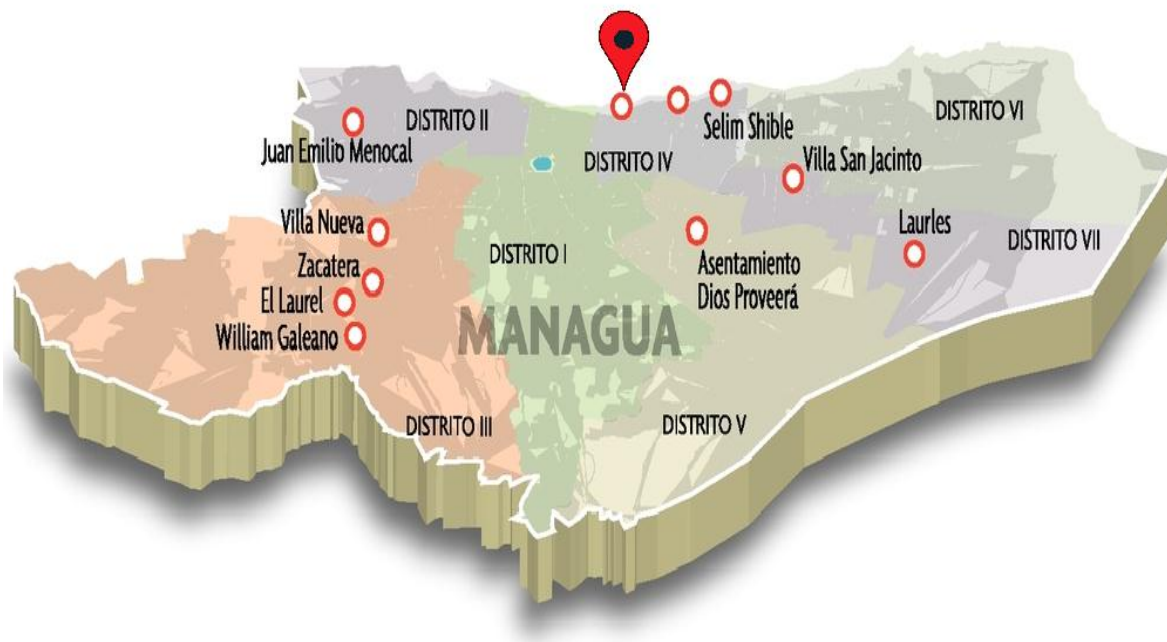 DISTRITO VI
DISTRITO II
Selim Shible
Juan Emilio Menocal
DISTRITO IV
Villa San Jacinto
Villa Nueva
Laurles
DISTRITO VII
DISTRITO I
Zacatera
Asentamiento
Dios Proveerá
El Laurel
William Galeano
MANAGUA
DISTRITO III
DISTRITO V